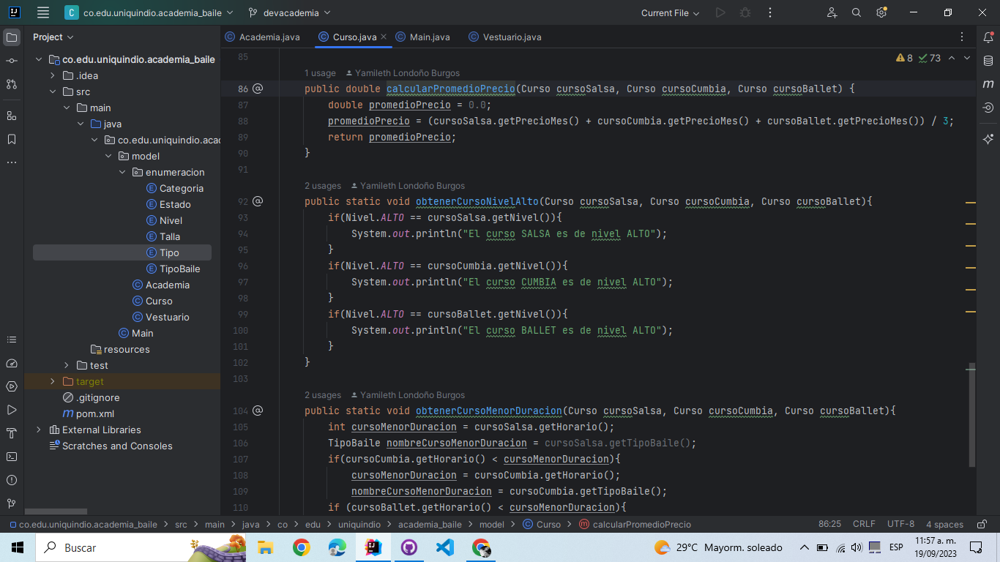 co.edu.uniquindio.academia_baile
devacademia
Current File
Project
Academia.java
Curso.java
Main.java
Vestuario.java
co.edu.uniquindio.academia_baile
.idea
src
main
java
co.edu.uniquindio.acac
model
enumeracion
Categoria
Estado
Nivel
Talla
Tipo
TipoBaile
Academia
Curso
Vestuario
Main
resources
test
target
.gitignore
pom.xml
External Libraries
Scratches and Consoles
8 73
85
1 usage Yamileth Londoño Burgos
86 @ public double calcularPromedioPrecio(Curso cursoSalsa, Curso cursoCumbia, Curso cursoBallet) {
87 double promedioPrecio = 0.0;
88 promedioPrecio = (cursoSalsa.getPrecioMes() + cursoCumbia.getPrecioMes() + cursoBallet.getPrecioMes()) / 3;
89 return promedioPrecio;
90 }
91
2 usages Yamileth Londoño Burgos
92 @ public static void obtenerCursoNivelAlto(Curso cursoSalsa, Curso cursoCumbia, Curso cursoBallet){
93 if(Nivel.ALTO == cursoSalsa.getNivel()){
94 System.out.println("El curso SALSA es de nivel ALTO");
95 }
96 if(Nivel.ALTO == cursoCumbia.getNivel()){
97 System.out.println("El curso CUMBIA es de nivel ALTO");
98 }
99 if(Nivel.ALTO == cursoBallet.getNivel()){
100 System.out.println("El curso BALLET es de nivel ALTO");
101 }
102 }
103
2 usages Yamileth Londoño Burgos
104 @ public static void obtenerCursoMenorDuracion(Curso cursoSalsa, Curso cursoCumbia, Curso cursoBallet){
105 int cursoMenorDuracion = cursoSalsa.getHorario();
106 TipoBaile nombreCursoMenorDuracion = cursoSalsa.getTipoBaile();
107 if(cursoCumbia.getHorario() < cursoMenorDuracion){
108 cursoMenorDuracion = cursoCumbia.getHorario();
109 nombreCursoMenorDuracion = cursoCumbia.getTipoBaile();
110 if (cursoBallet.getHorario() < cursoMenorDuracion){
co.edu.uniquindio.academia_baile > src > main > java > co > edu > uniquindio > academia_baile > model > Curso > calcularPromedioPrecio
86:25 CRLF UTF-8 4 spaces
Buscar
29°C Mayorm. soleado
ESP
11:57 a. m.
19/09/2023